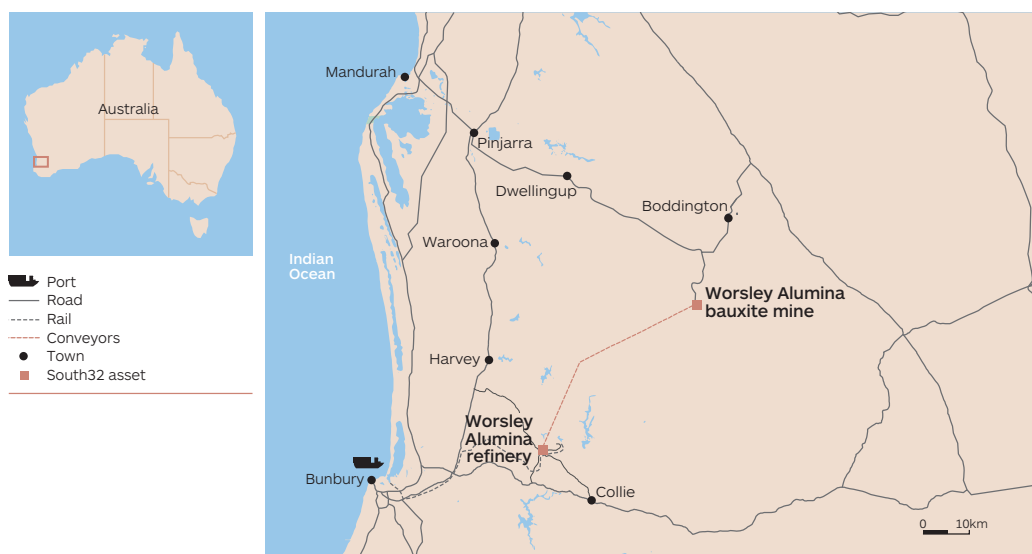 Australia
Port
Road
Rail
Conveyors
Town
South32 asset
Mandurah
Pinjarra
Dwellingup
Boddington
Waroona
Indian
Ocean
Worsley Alumina
bauxite mine
Harvey
Worsley
Alumina
refinery
Bunbury
Collie
0 10km